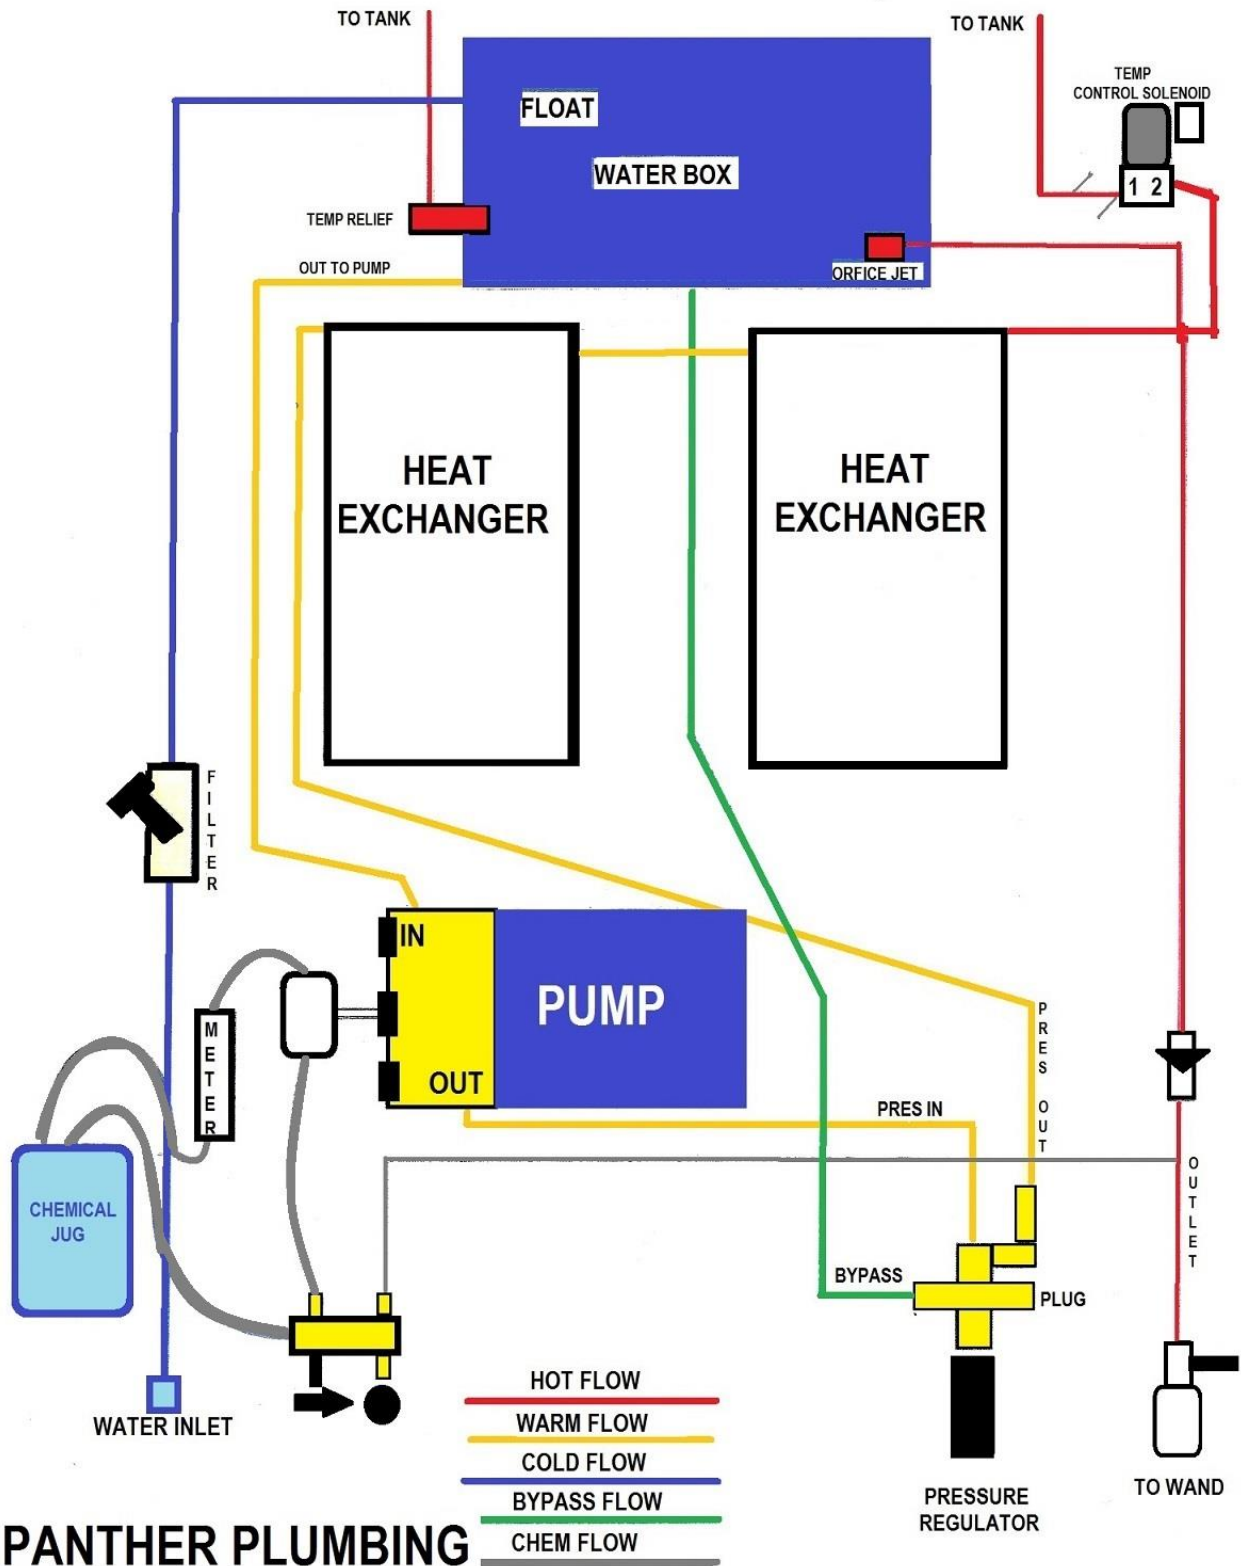 TO TANK
TO TANK
TEMP
CONTROL SOLENOID
FLOAT
WATER BOX
1 2
TEMP RELIEF
OUT TO PUMP
ORFICE JET
HEAT
EXCHANGER
HEAT
EXCHANGER
FILTER
IN
PUMP
OUT
METER
PRES OUT
PRES IN
OUTLET
CHEMICAL
JUG
BYPASS
PLUG
WATER INLET
HOT FLOW
WARM FLOW
COLD FLOW
BYPASS FLOW
CHEM FLOW
PRESSURE
REGULATOR
TO WAND
PANTHER PLUMBING